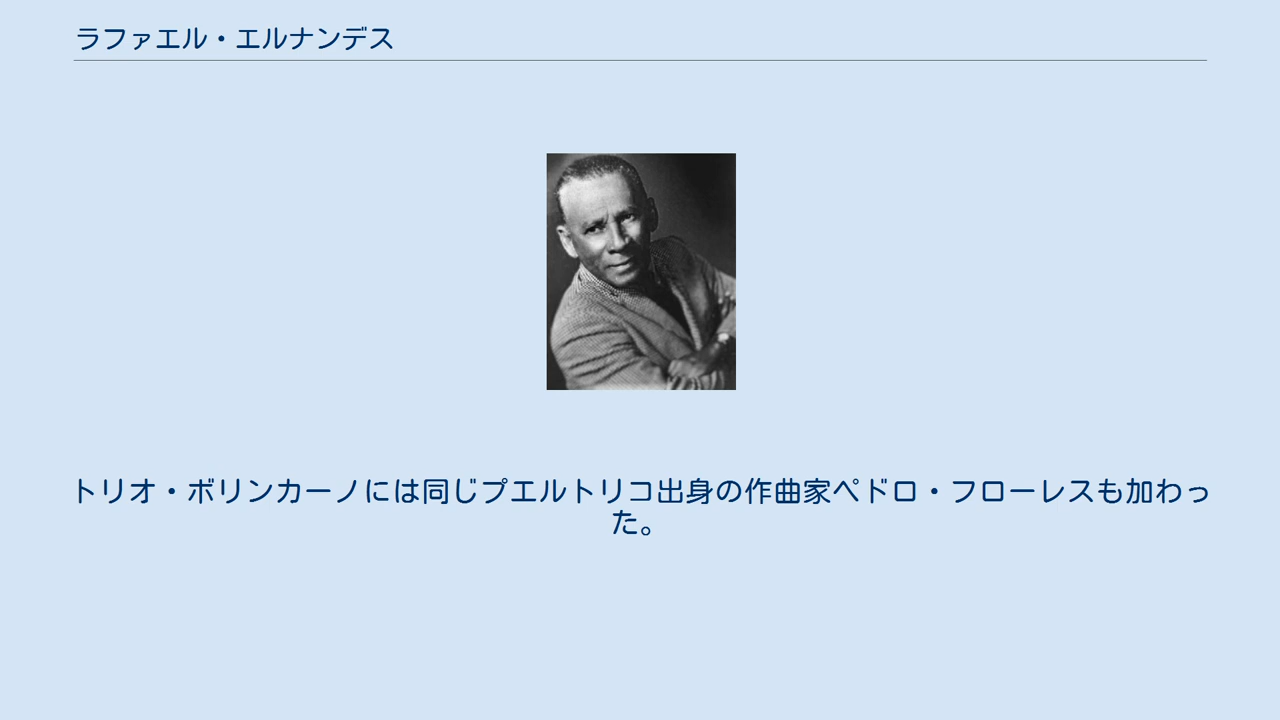 ラファエル・エルナンデス
トリオ・ボリンカーノには同じプエルトリコ出身の作曲家ペドロ・フローレスも加わっ
た。